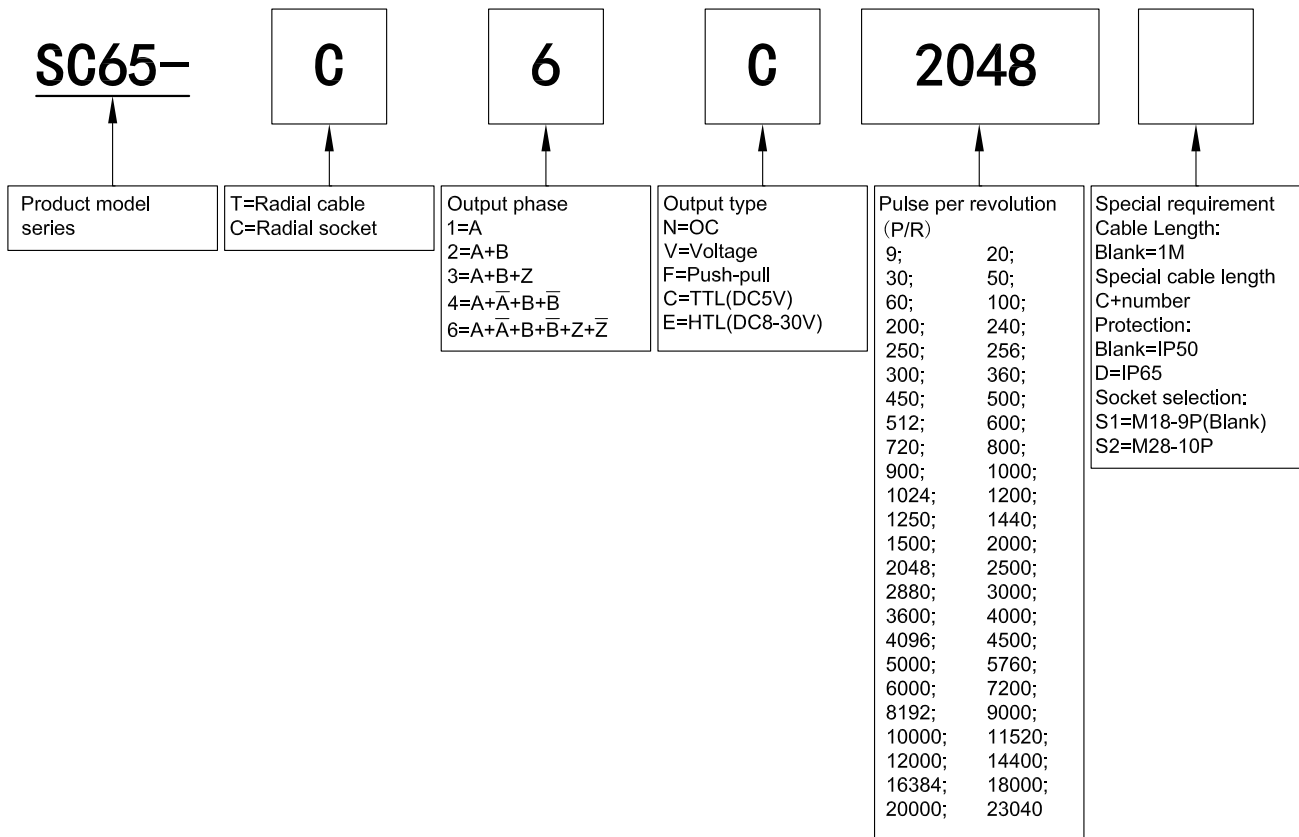 SC65- C 6 C 2048
Product model
series
T=Radial cable
C=Radial socket
Output phase
1=A
2=A+B
3=A+B+Z
4=A+A̅+B+B̅
6=A+A̅+B+B̅+Z+Z̅
Output type
N=OC
V=Voltage
F=Push-pull
C=TTL(DC5V)
E=HTL(DC8-30V)
Pulse per revolution
(P/R)
9; 20;
30; 50;
60; 100;
200; 240;
250; 256;
300; 360;
450; 500;
512; 600;
720; 800;
900; 1000;
1024; 1200;
1250; 1440;
1500; 2000;
2048; 2500;
2880; 3000;
3600; 4000;
4096; 4500;
5000; 5760;
6000; 7200;
8192; 9000;
10000; 11520;
12000; 14400;
16384; 18000;
20000; 23040
Special requirement
Cable Length:
Blank=1M
Special cable length
C+number
Protection:
Blank=IP50
D=IP65
Socket selection:
S1=M18-9P(Blank)
S2=M28-10P